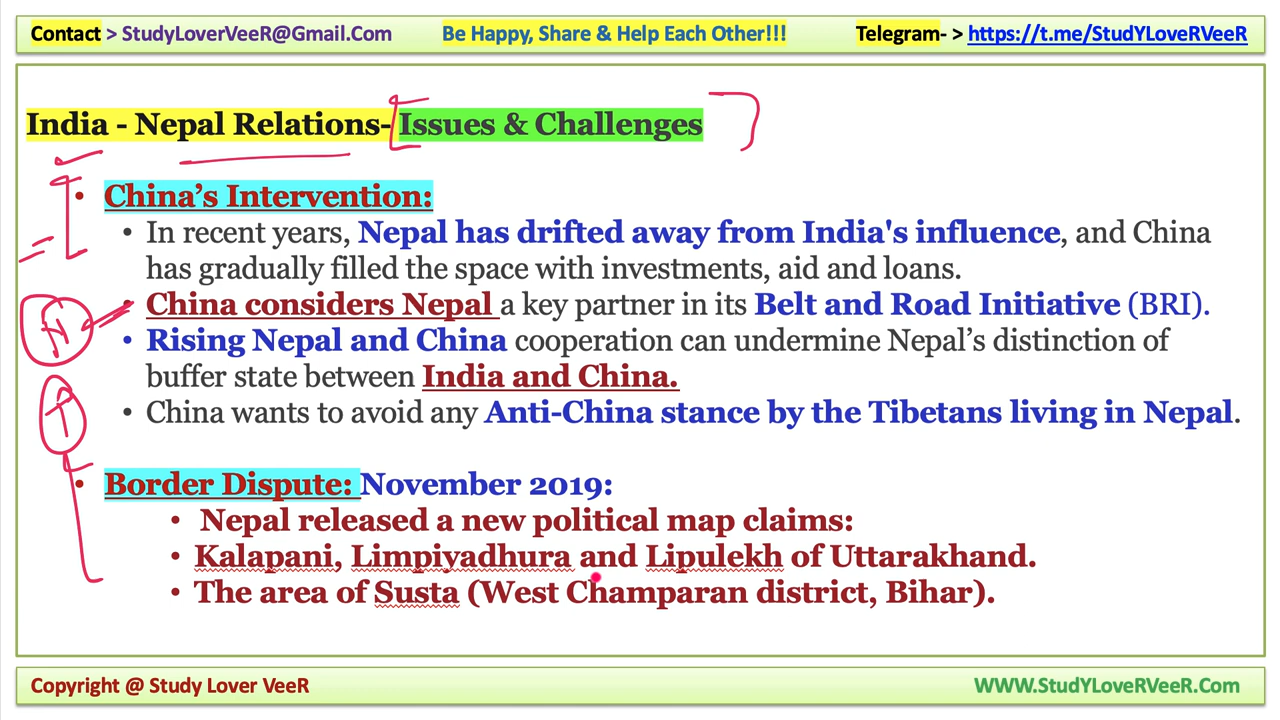 Contact > StudyLoverVeeR@Gmail.Com Be Happy, Share & Help Each Other!!! Telegram- > https://t.me/StudYLoveRVeeR
India - Nepal Relations- Issues & Challenges
• China's Intervention:
• In recent years, Nepal has drifted away from India's influence, and China
has gradually filled the space with investments, aid and loans.
• China considers Nepal a key partner in its Belt and Road Initiative (BRI).
• Rising Nepal and China cooperation can undermine Nepal's distinction of
buffer state between India and China.
• China wants to avoid any Anti-China stance by the Tibetans living in Nepal.
N
T
• Border Dispute: November 2019:
• Nepal released a new political map claims:
• Kalapani, Limpiyadhura and Lipulekh of Uttarakhand.
• The area of Susta (West Champaran district, Bihar).
Copyright @ Study Lover VeeR WWW.StudYLoveRVeeR.Com